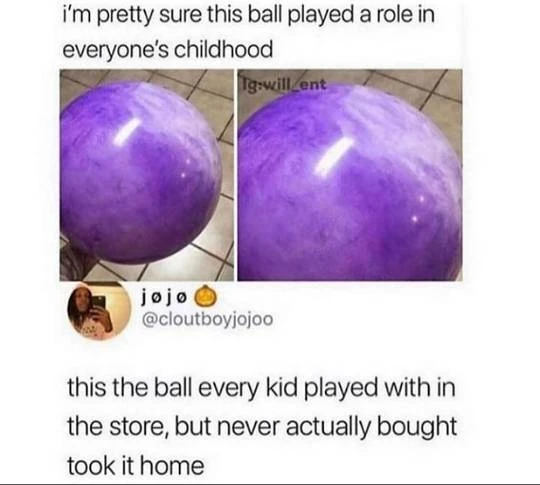 i'm pretty sure this ball played a role in
everyone's childhood
Ig:will_ent
jøjø 🎃
@cloutboyjojoo
this the ball every kid played with in
the store, but never actually bought
took it home